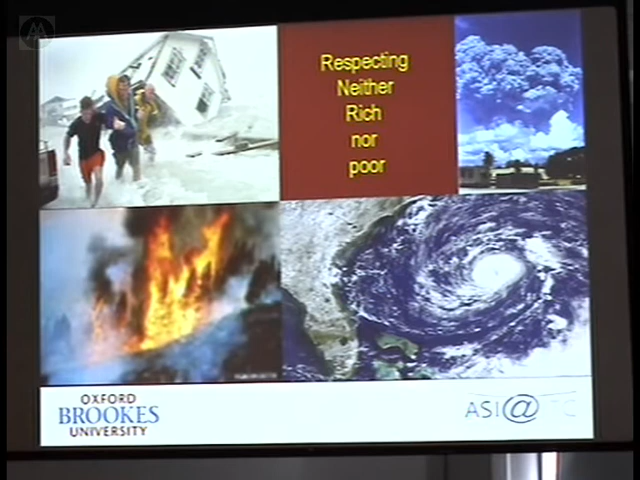 Respecting
Neither
Rich
nor
poor
OXFORD
BROOKES
UNIVERSITY
ASI@